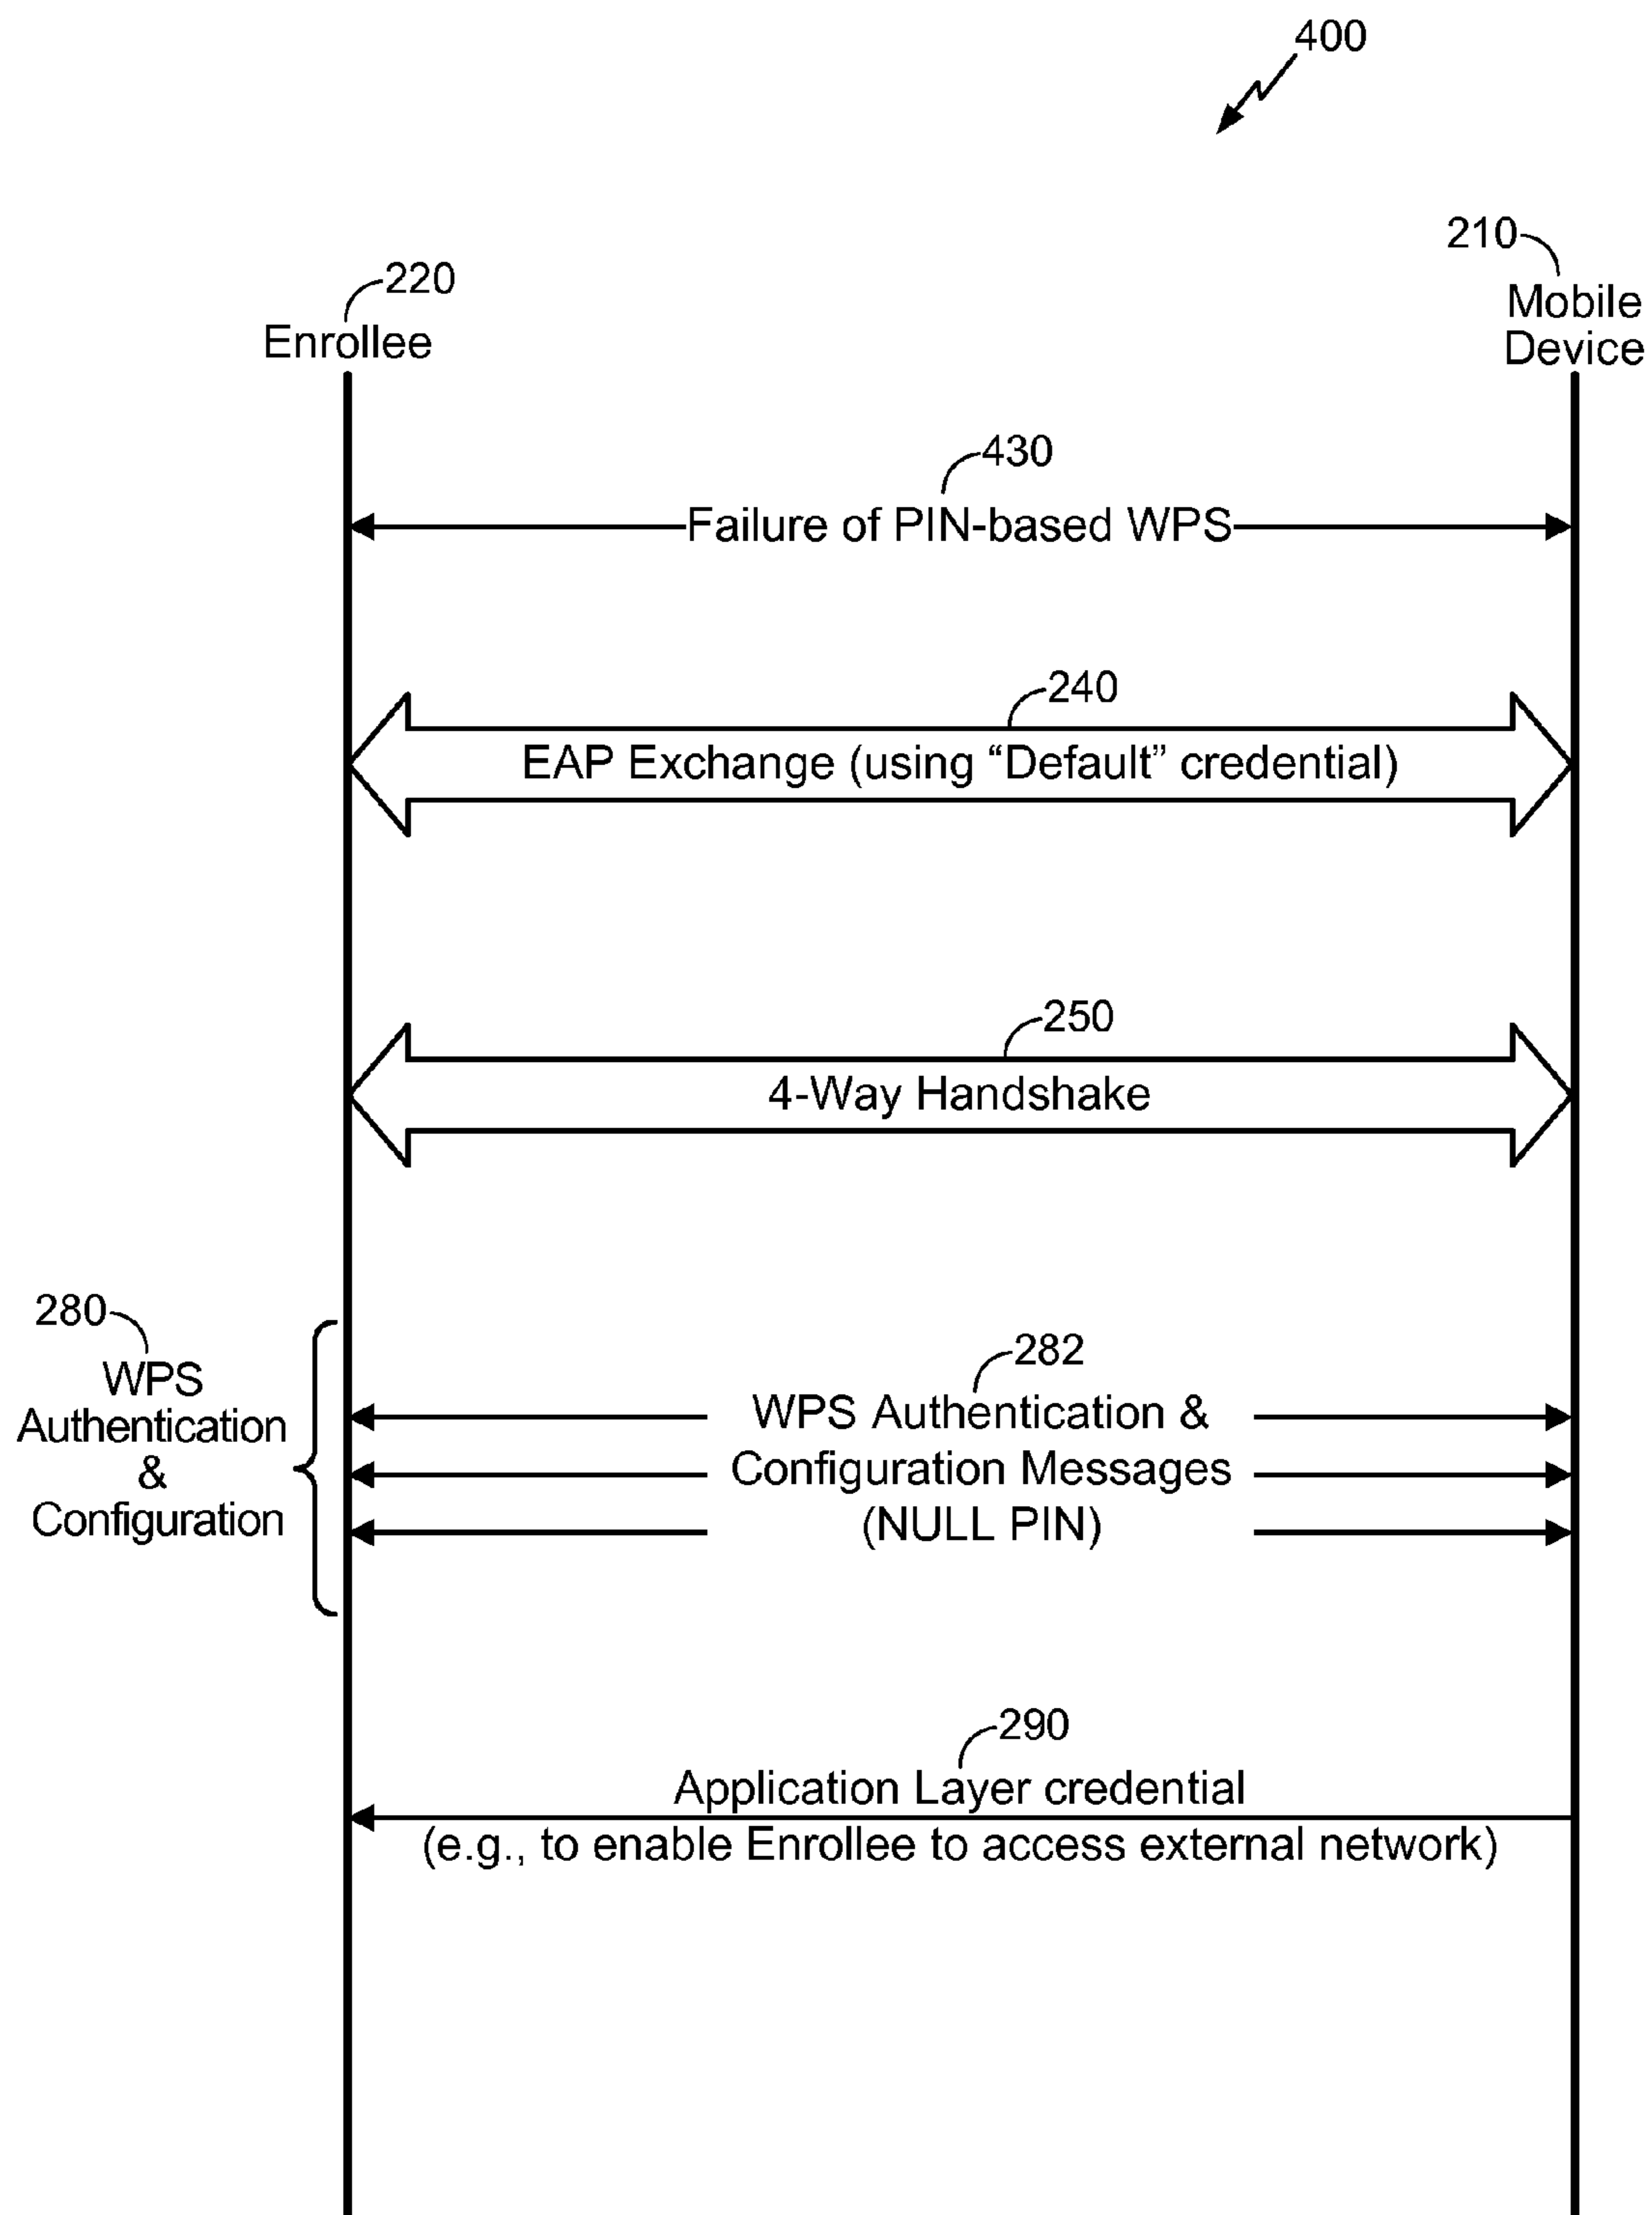 400
210
Mobile
Device
220
Enrollee
430
Failure of PIN-based WPS
240
EAP Exchange (using “Default” credential)
250
4-Way Handshake
280
WPS
Authentication
&
Configuration
282
WPS Authentication &
Configuration Messages
(NULL PIN)
290
Application Layer credential
(e.g., to enable Enrollee to access external network)